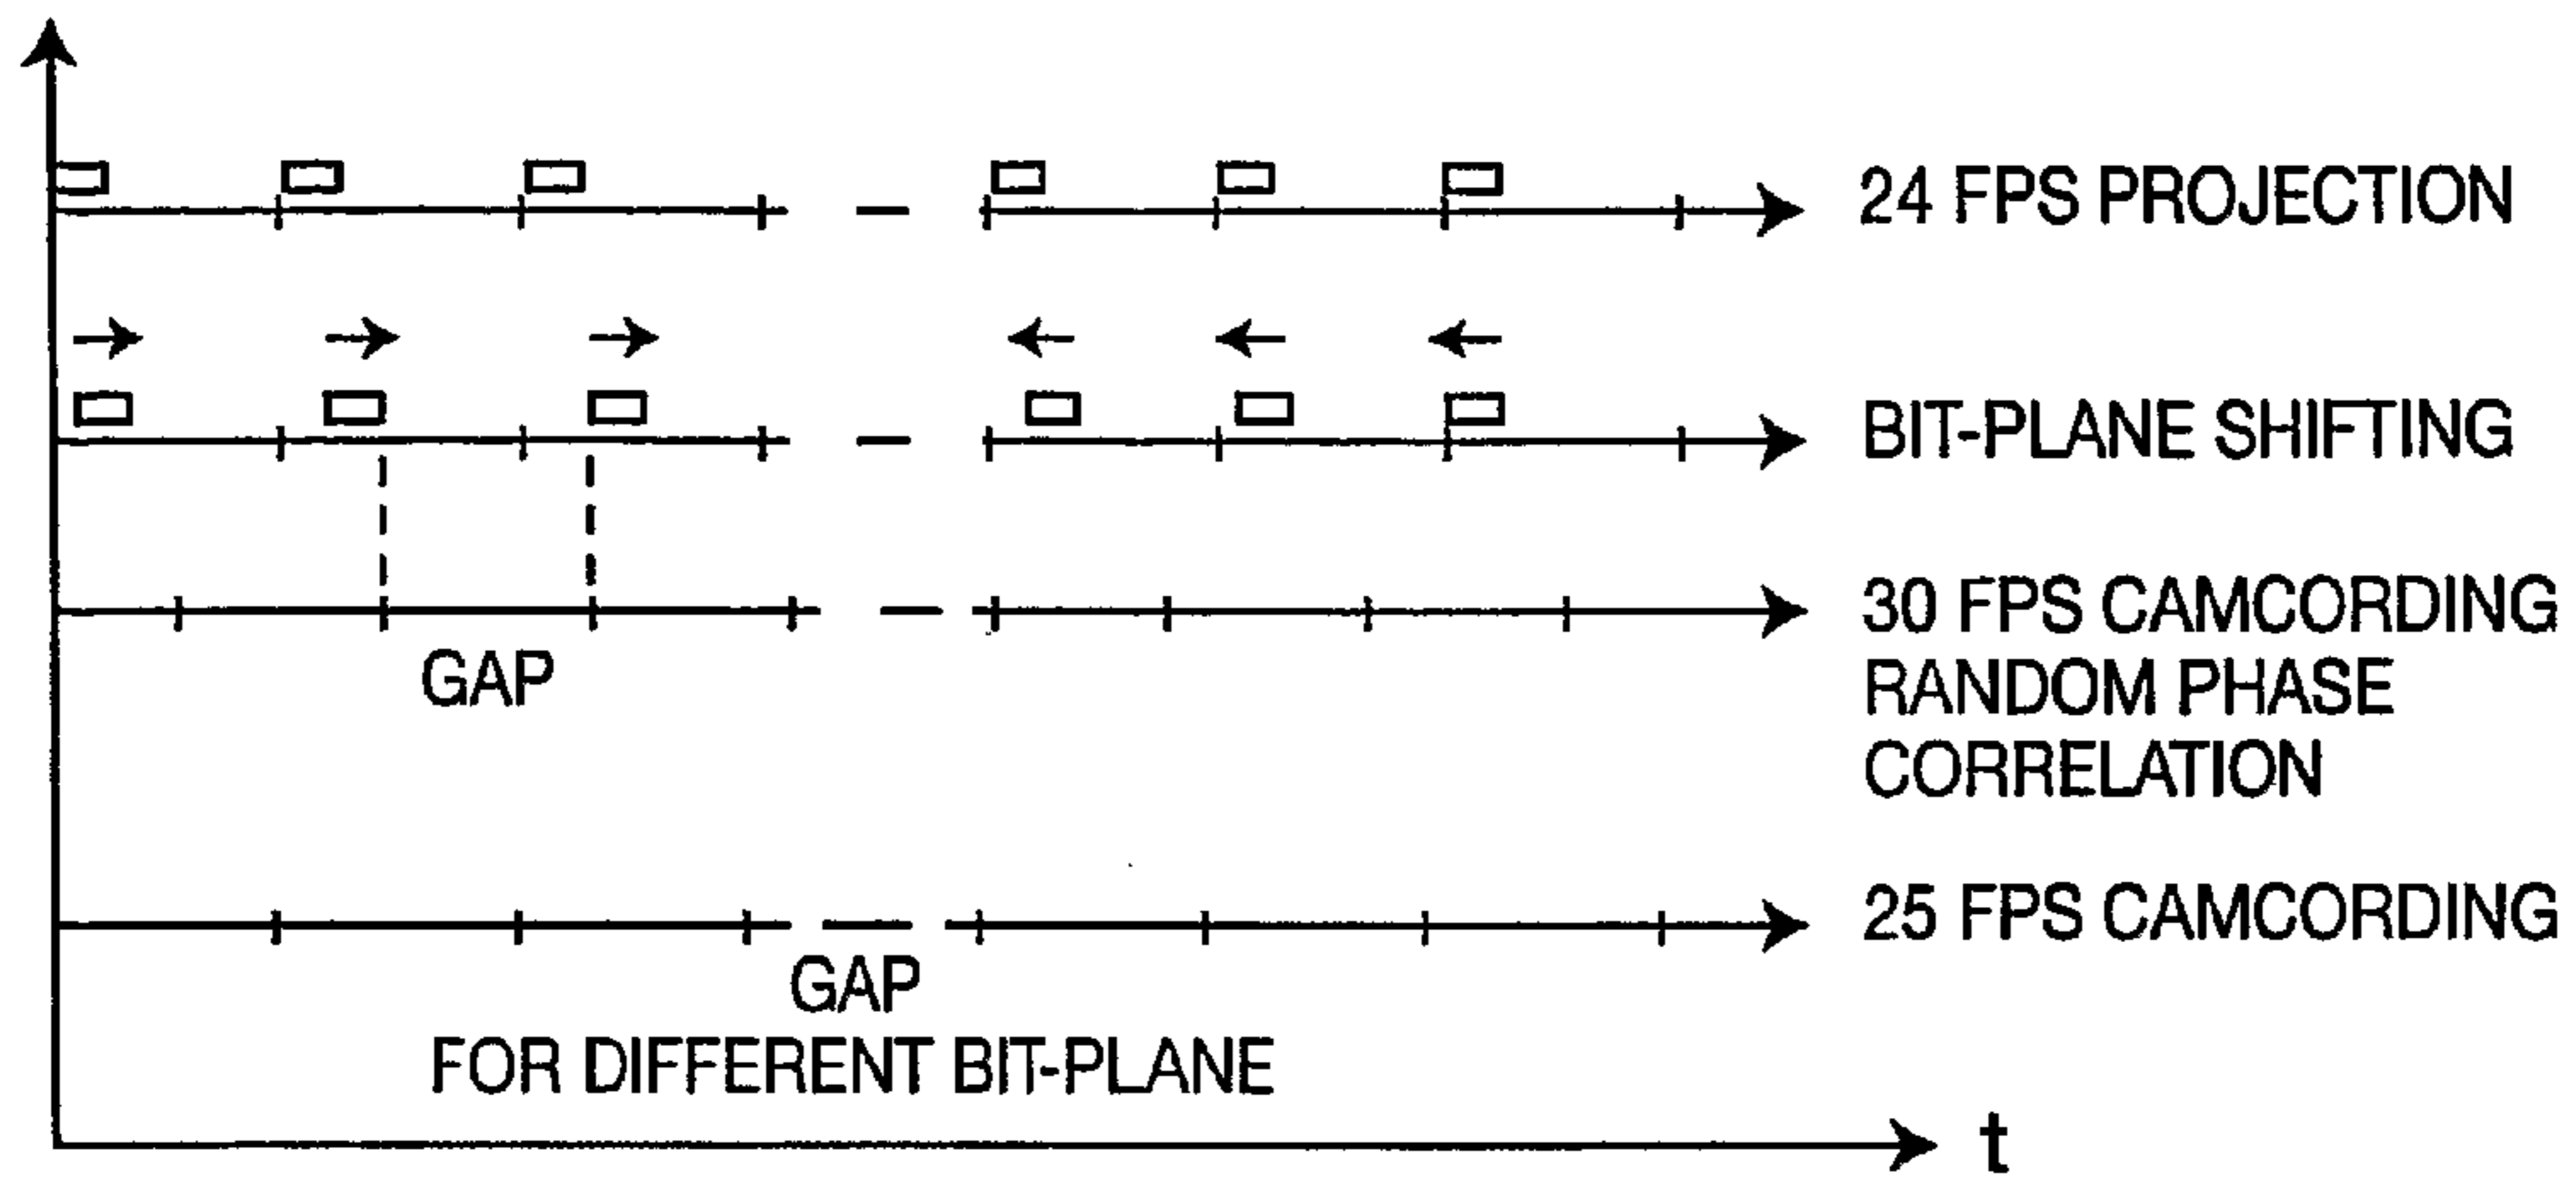 24 FPS PROJECTION
BIT-PLANE SHIFTING
30 FPS CAMCORDING
RANDOM PHASE
CORRELATION
GAP
25 FPS CAMCORDING
GAP
FOR DIFFERENT BIT-PLANE
t